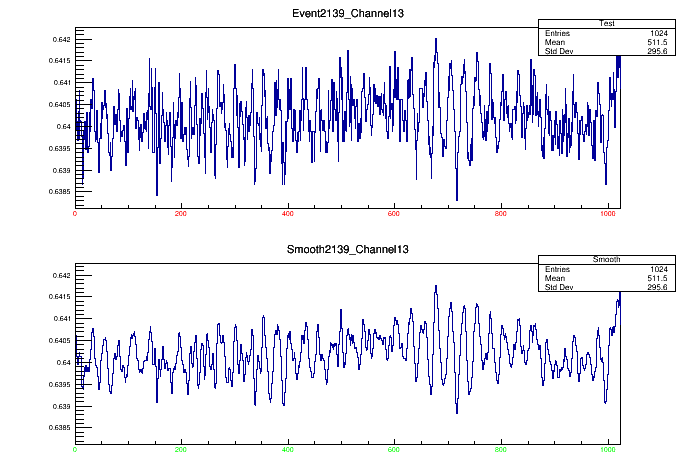 Event2139_Channel13
Test
Entries 1024
Mean 511.5
Std Dev 295.6
0.642
0.6415
0.641
0.6405
0.64
0.6395
0.639
0.6385
0 200 400 600 800 1000
Smooth2139_Channel13
Smooth
Entries 1024
Mean 511.5
Std Dev 295.6
0.642
0.6415
0.641
0.6405
0.64
0.6395
0.639
0.6385
0 200 400 600 800 1000